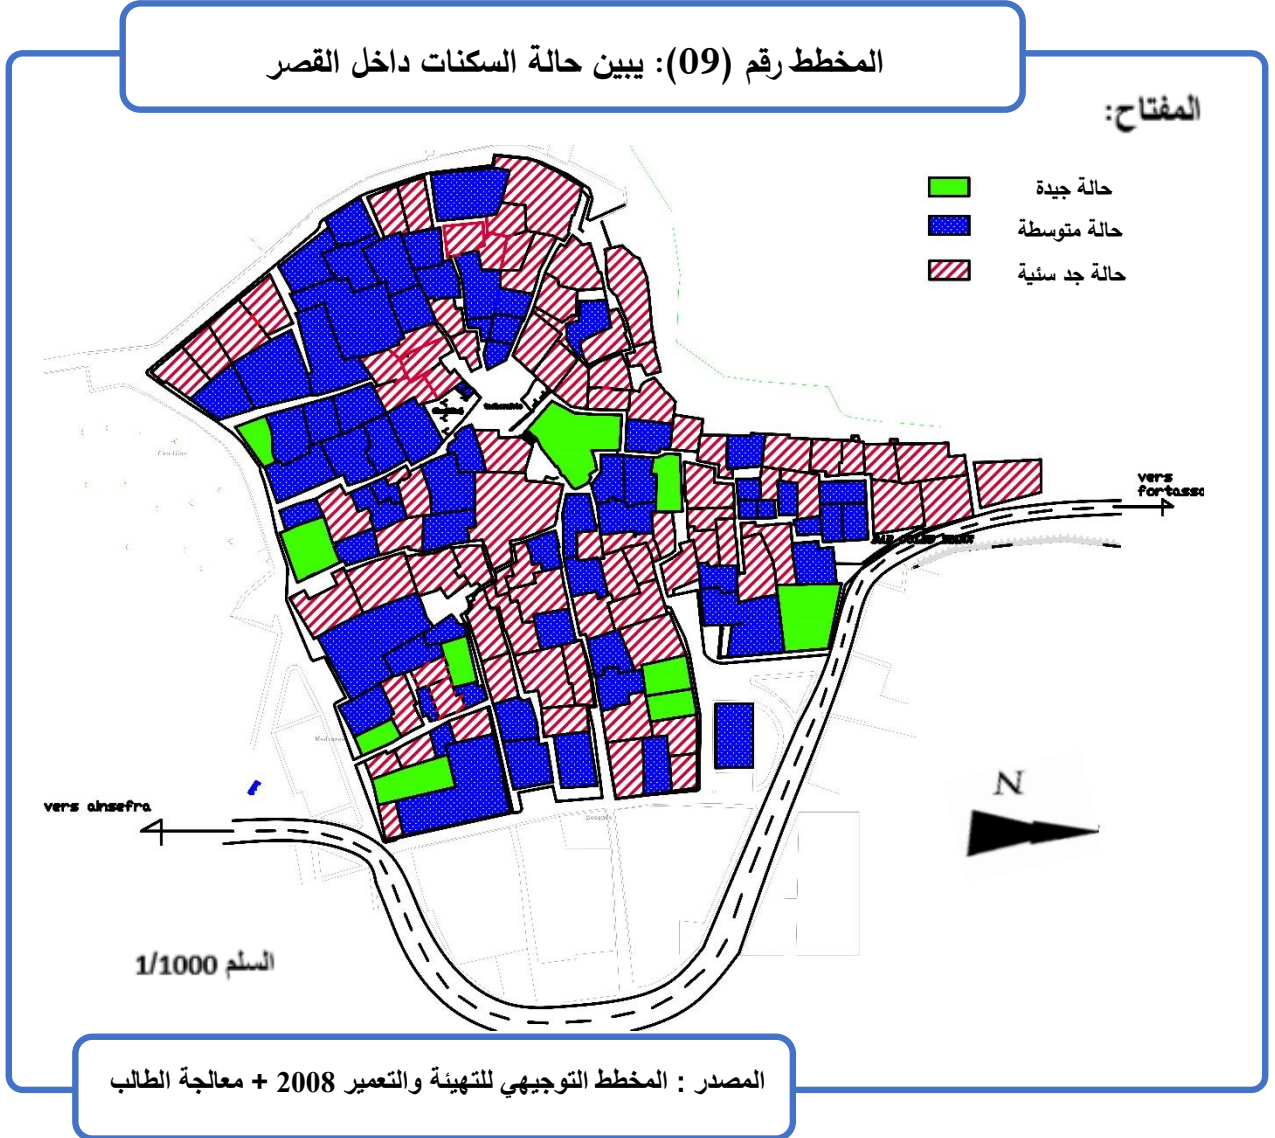 المخطط رقم (09): يبين حالة السكنات داخل القصر
المفتاح:
حالة جيدة
حالة متوسطة
حالة جد سئية
vers
fortassa
vers ainsefra
N
السلم 1/1000
المصدر : المخطط التوجيهي للتهيئة والتعمير 2008 + معالجة الطالب